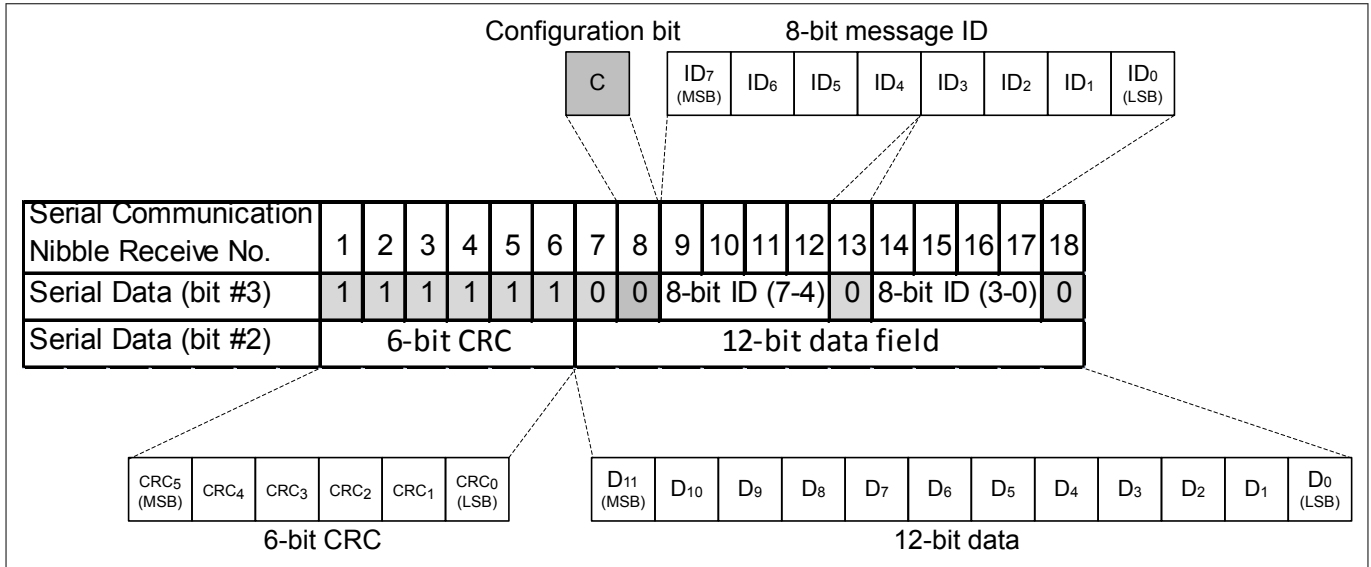 Configuration bit 8-bit message ID
C ID7 ID6 ID5 ID4 ID3 ID2 ID1 ID0
(MSB) (LSB)
Serial Communication
Nibble Receive No. 1 2 3 4 5 6 7 8 9 10 11 12 13 14 15 16 17 18
Serial Data (bit #3) 1 1 1 1 1 1 0 0 8-bit ID (7-4) 0 8-bit ID (3-0) 0
Serial Data (bit #2) 6-bit CRC 12-bit data field
CRC5 CRC4 CRC3 CRC2 CRC1 CRC0 D11 D10 D9 D8 D7 D6 D5 D4 D3 D2 D1 D0
(MSB) (LSB) (MSB) (LSB)
6-bit CRC 12-bit data